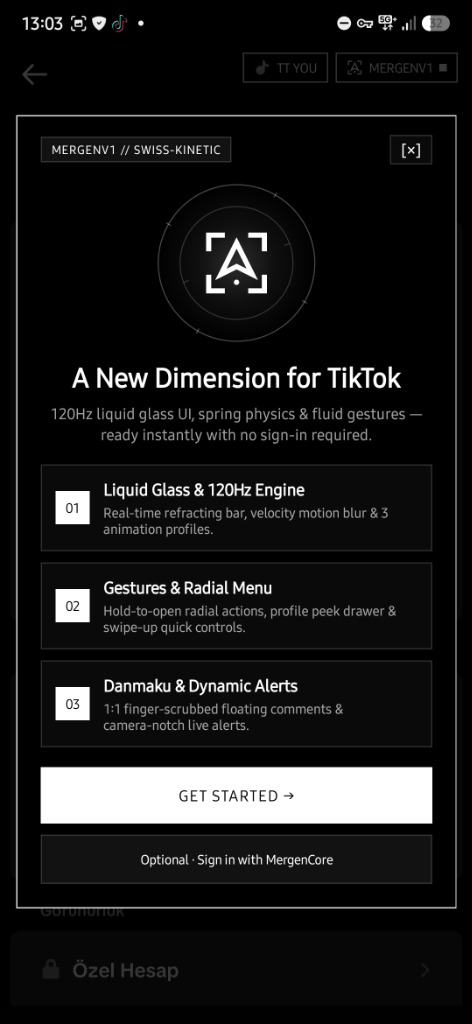 13:03
5G+
32
TT YOU
MERGENV1
MERGENV1 // SWISS-KINETIC
[×]
A New Dimension for TikTok
120Hz liquid glass UI, spring physics & fluid gestures —
ready instantly with no sign-in required.
01
Liquid Glass & 120Hz Engine
Real-time refracting bar, velocity motion blur & 3
animation profiles.
02
Gestures & Radial Menu
Hold-to-open radial actions, profile peek drawer &
swipe-up quick controls.
03
Danmaku & Dynamic Alerts
1:1 finger-scrubbed floating comments &
camera-notch live alerts.
GET STARTED →
Optional · Sign in with MergenCore
Görünürlük
Özel Hesap